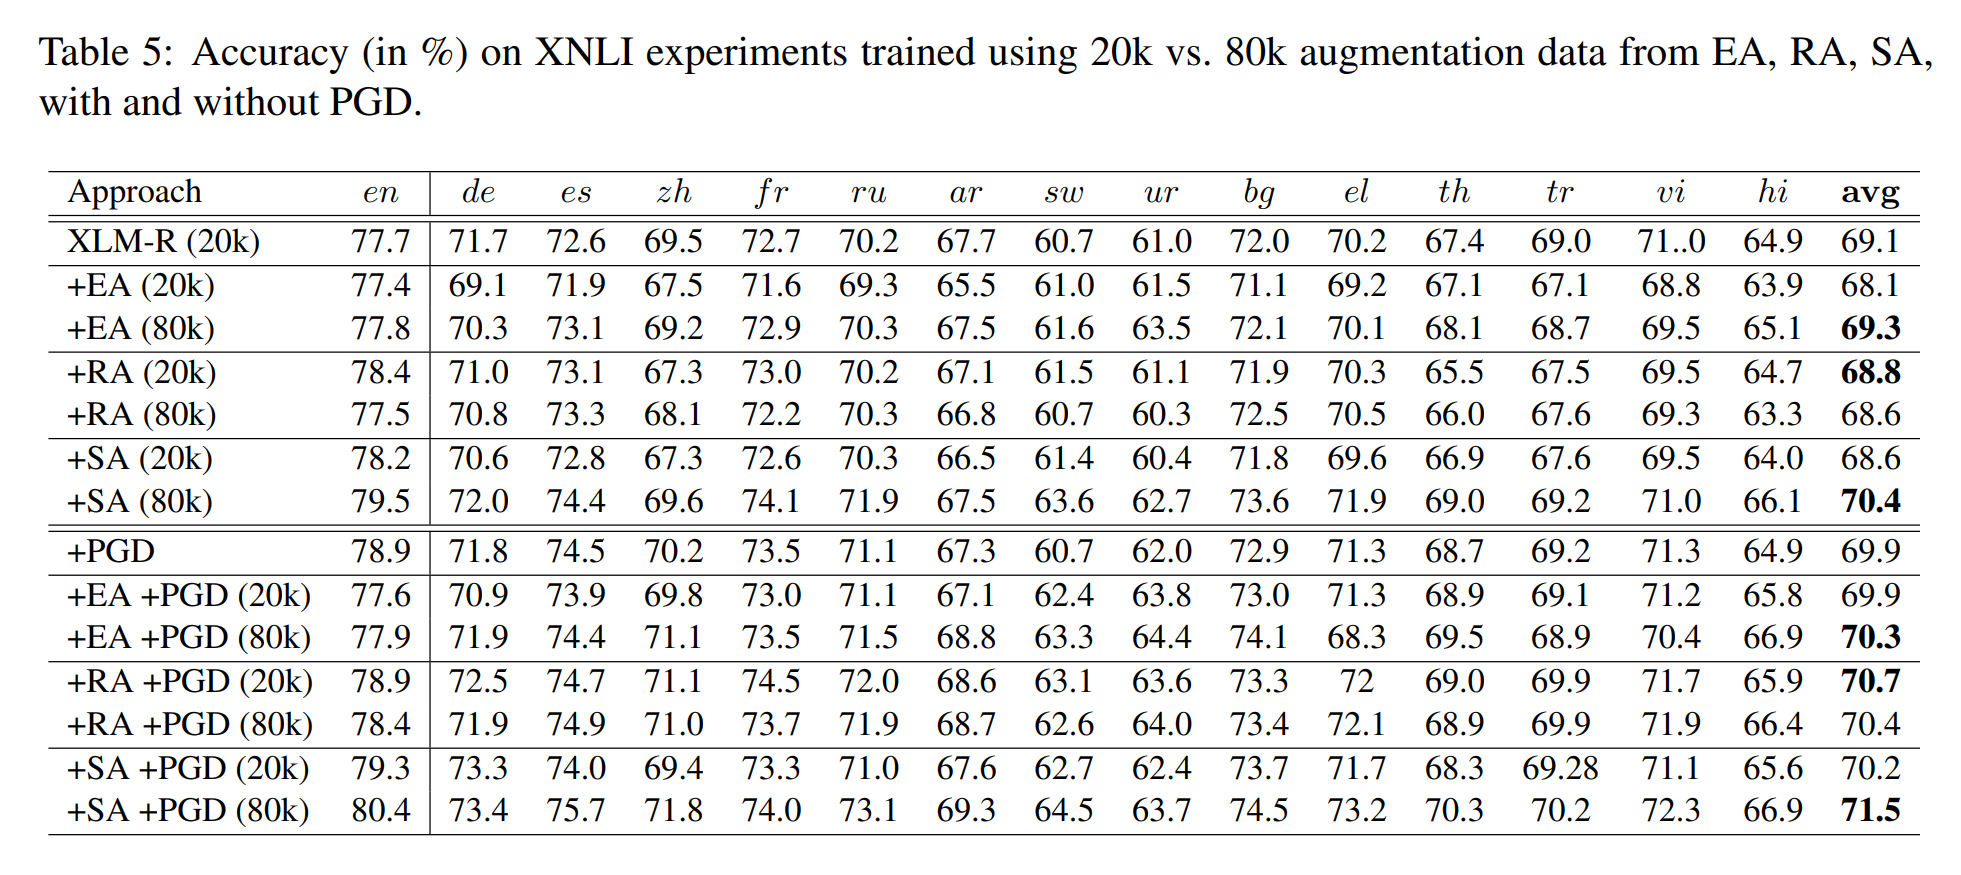 Table 5: Accuracy (in %) on XNLI experiments trained using 20k vs. 80k augmentation data from EA, RA, SA,
with and without PGD.
Approach en de es zh fr ru ar sw ur bg el th tr vi hi avg
XLM-R (20k) 77.7 71.7 72.6 69.5 72.7 70.2 67.7 60.7 61.0 72.0 70.2 67.4 69.0 71..0 64.9 69.1
+EA (20k) 77.4 69.1 71.9 67.5 71.6 69.3 65.5 61.0 61.5 71.1 69.2 67.1 67.1 68.8 63.9 68.1
+EA (80k) 77.8 70.3 73.1 69.2 72.9 70.3 67.5 61.6 63.5 72.1 70.1 68.1 68.7 69.5 65.1 69.3
+RA (20k) 78.4 71.0 73.1 67.3 73.0 70.2 67.1 61.5 61.1 71.9 70.3 65.5 67.5 69.5 64.7 68.8
+RA (80k) 77.5 70.8 73.3 68.1 72.2 70.3 66.8 60.7 60.3 72.5 70.5 66.0 67.6 69.3 63.3 68.6
+SA (20k) 78.2 70.6 72.8 67.3 72.6 70.3 66.5 61.4 60.4 71.8 69.6 66.9 67.6 69.5 64.0 68.6
+SA (80k) 79.5 72.0 74.4 69.6 74.1 71.9 67.5 63.6 62.7 73.6 71.9 69.0 69.2 71.0 66.1 70.4
+PGD 78.9 71.8 74.5 70.2 73.5 71.1 67.3 60.7 62.0 72.9 71.3 68.7 69.2 71.3 64.9 69.9
+EA +PGD (20k) 77.6 70.9 73.9 69.8 73.0 71.1 67.1 62.4 63.8 73.0 71.3 68.9 69.1 71.2 65.8 69.9
+EA +PGD (80k) 77.9 71.9 74.4 71.1 73.5 71.5 68.8 63.3 64.4 74.1 68.3 69.5 68.9 70.4 66.9 70.3
+RA +PGD (20k) 78.9 72.5 74.7 71.1 74.5 72.0 68.6 63.1 63.6 73.3 72 69.0 69.9 71.7 65.9 70.7
+RA +PGD (80k) 78.4 71.9 74.9 71.0 73.7 71.9 68.7 62.6 64.0 73.4 72.1 68.9 69.9 71.9 66.4 70.4
+SA +PGD (20k) 79.3 73.3 74.0 69.4 73.3 71.0 67.6 62.7 62.4 73.7 71.7 68.3 69.28 71.1 65.6 70.2
+SA +PGD (80k) 80.4 73.4 75.7 71.8 74.0 73.1 69.3 64.5 63.7 74.5 73.2 70.3 70.2 72.3 66.9 71.5